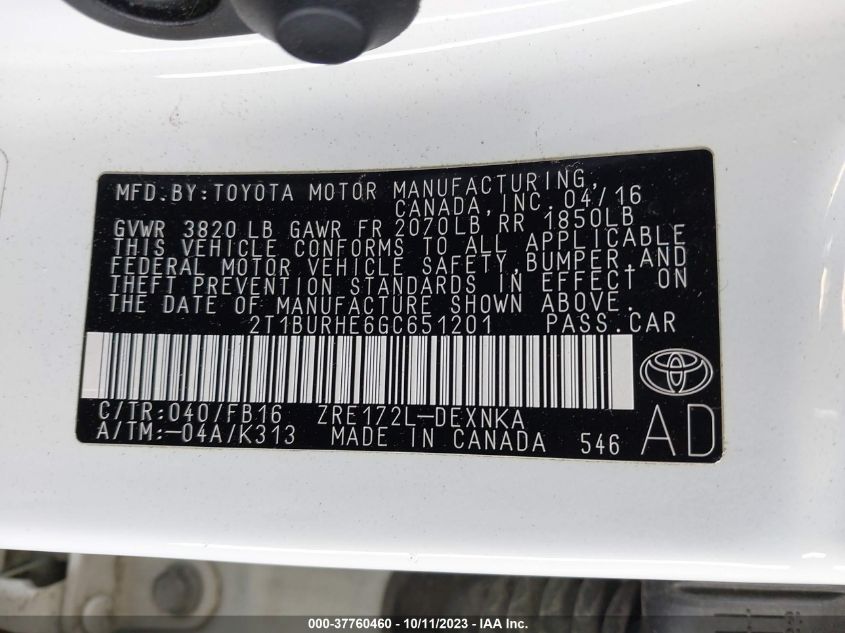 MFD.BY:TOYOTA MOTOR MANUFACTURING,
CANADA,INC.04/16
GVWR 3820 LB GAWR FR 2070LB RR 1850LB
THIS VEHICLE CONFORMS TO ALL APPLICABLE
FEDERAL MOTOR VEHICLE SAFETY,BUMPER,AND
THEFT PREVENTION STANDARDS IN EFFECT ON
THE DATE OF MANUFACTURE SHOWN ABOVE.
2T1BURHE6GC651201 PASS.CAR
C/TR:040/FB16 ZRE172L-DEXNKA
A/TM:-04A/K313 MADE IN CANADA 546 AD
000-37760460 - 10/11/2023 - IAA Inc.